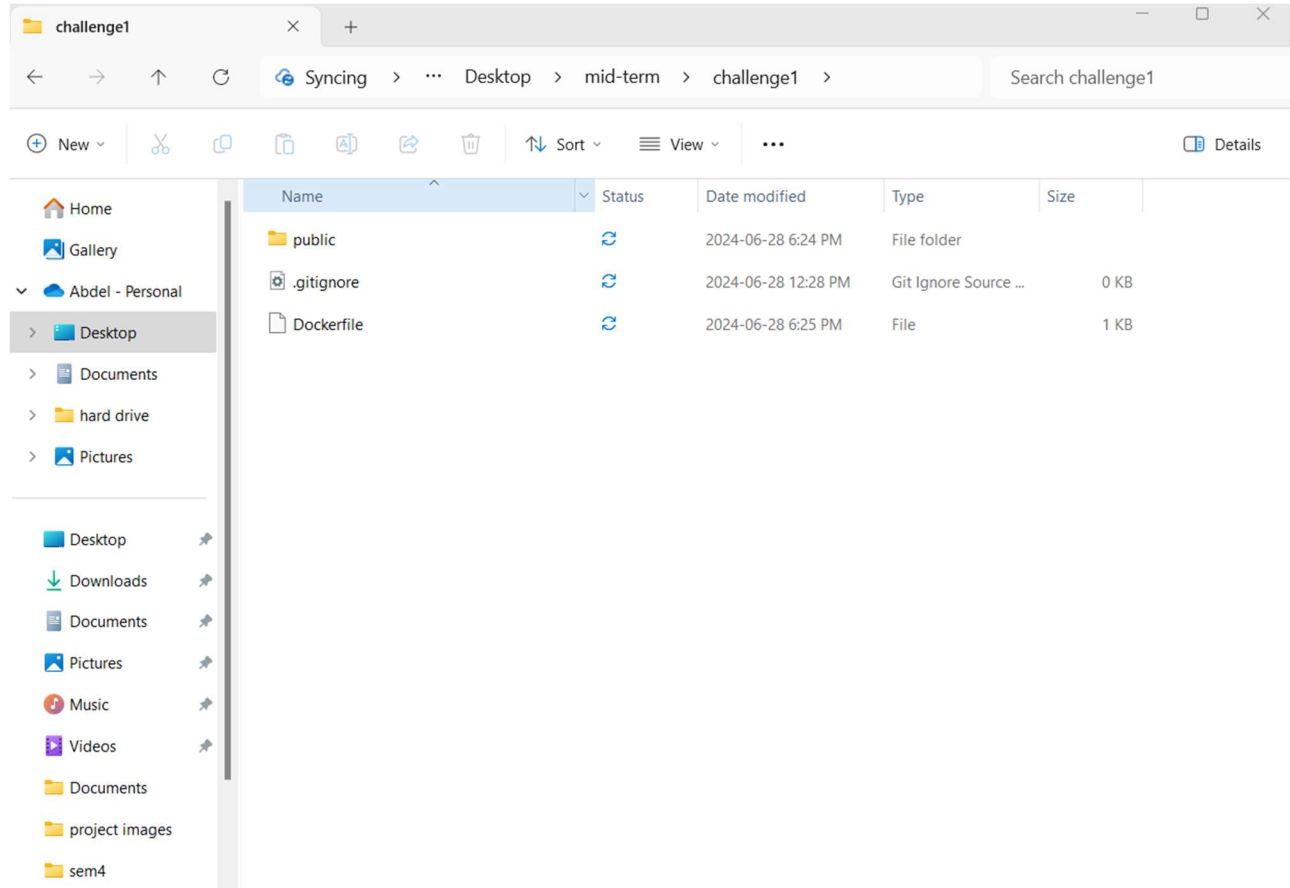 challenge1
Syncing > ... Desktop > mid-term > challenge1 > Search challenge1
New Sort View ... Details
Name Status Date modified Type Size
public 2024-06-28 6:24 PM File folder
.gitignore 2024-06-28 12:28 PM Git Ignore Source ... 0 KB
Dockerfile 2024-06-28 6:25 PM File 1 KB
Home
Gallery
Abdel - Personal
Desktop
Documents
hard drive
Pictures
Desktop
Downloads
Documents
Pictures
Music
Videos
Documents
project images
sem4